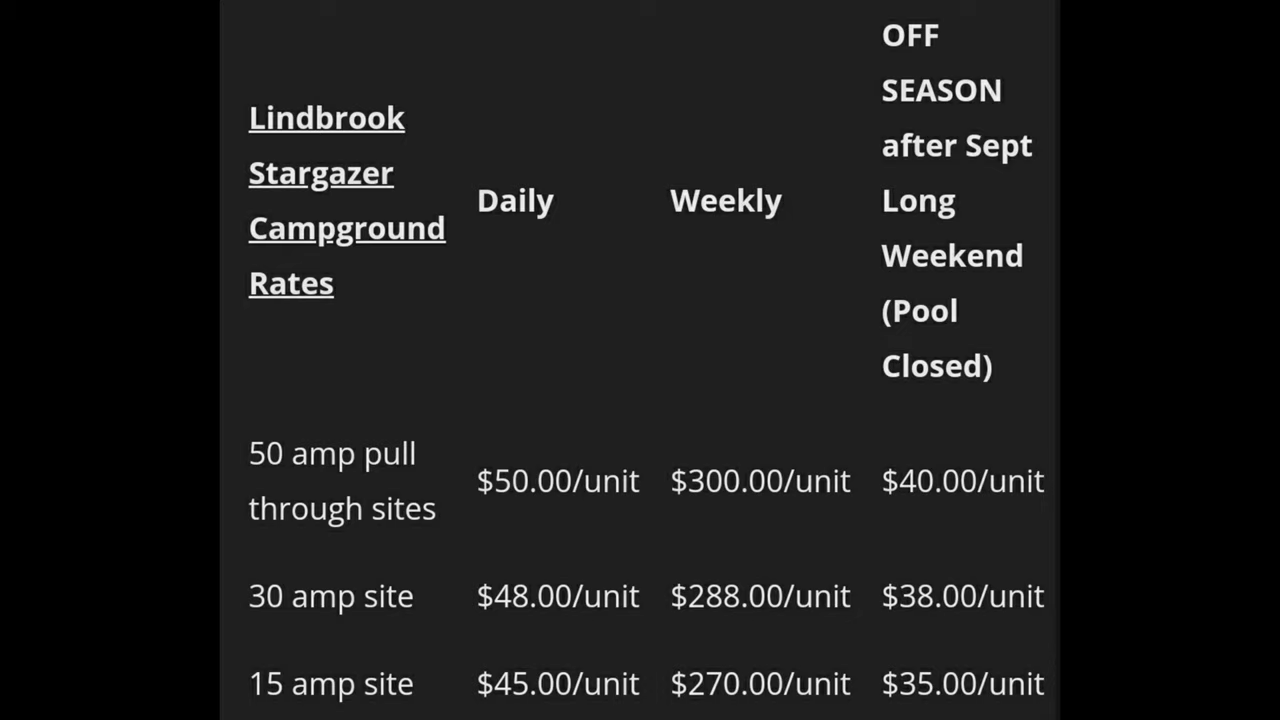 Lindbrook
Stargazer
Campground
Rates
Daily
Weekly
OFF
SEASON
after Sept
Long
Weekend
(Pool
Closed)
50 amp pull
through sites
$50.00/unit
$300.00/unit
$40.00/unit
30 amp site
$48.00/unit
$288.00/unit
$38.00/unit
15 amp site
$45.00/unit
$270.00/unit
$35.00/unit